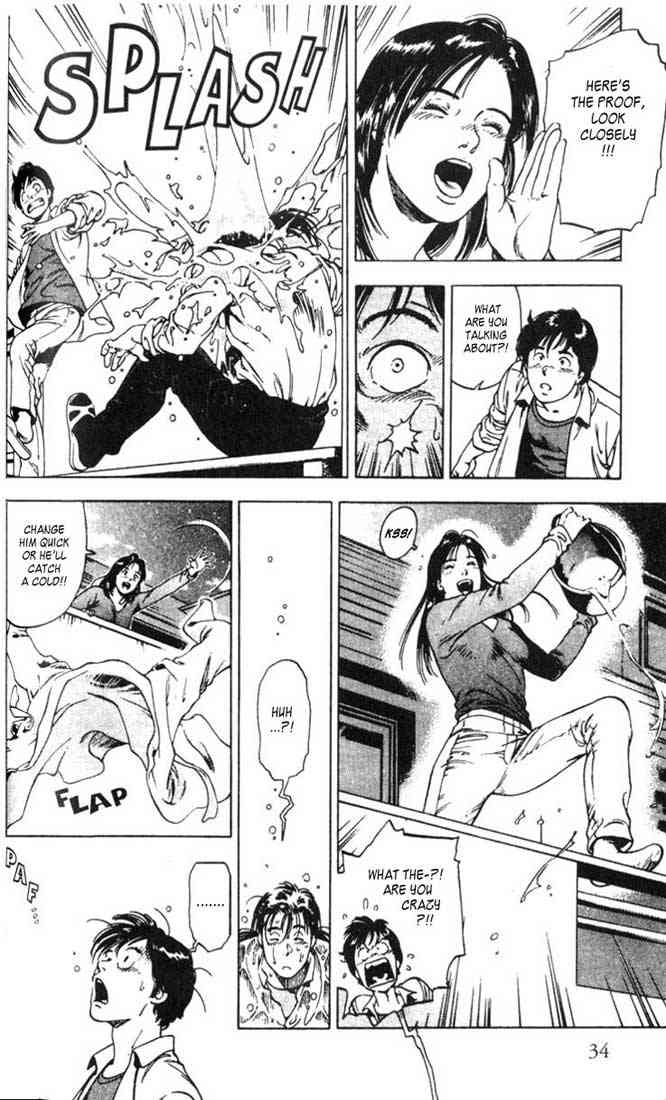 HERE'S
THE PROOF,
LOOK
CLOSELY
!!!
WHAT
ARE YOU
TALKING
ABOUT?!
SPLASH
KSS!
WHAT THE-?!
ARE YOU
CRAZY
?!!
HUH
...?!
CHANGE
HIM QUICK
OR HE'LL
CATCH
A COLD!!
FLAP
.......
PAF...
34